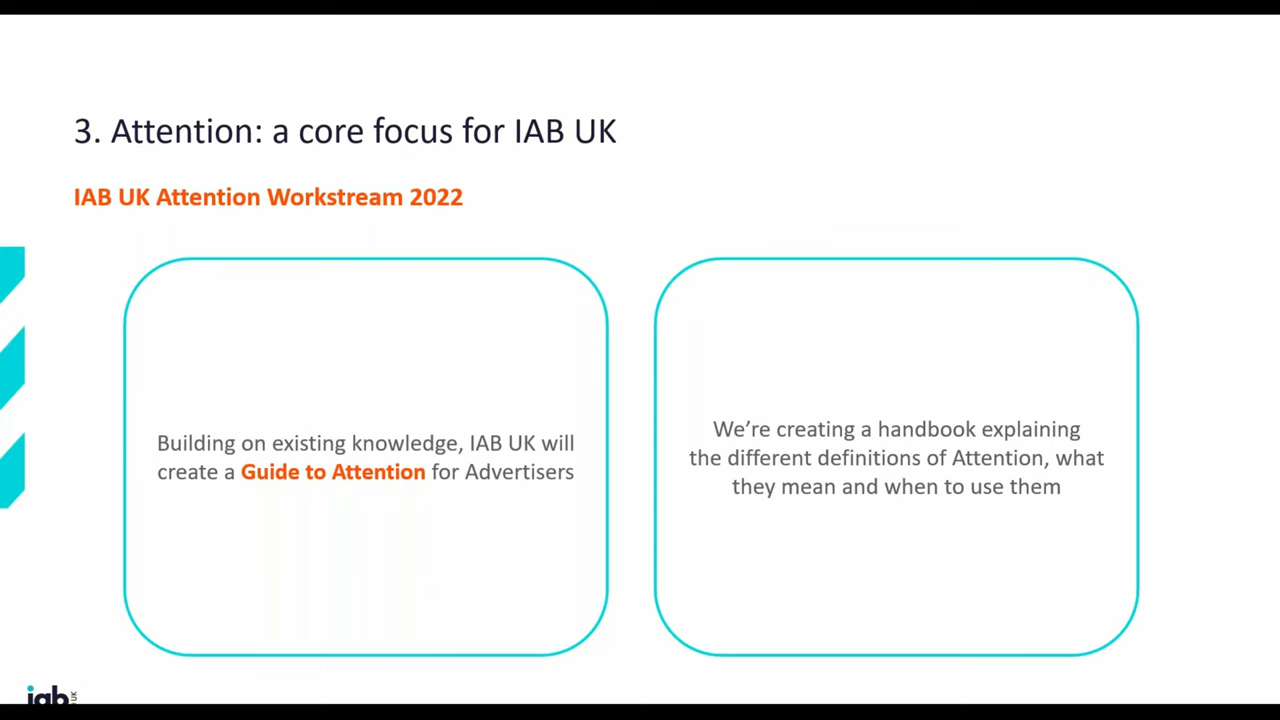 3. Attention: a core focus for IAB UK
IAB UK Attention Workstream 2022
Building on existing knowledge, IAB UK will
create a Guide to Attention for Advertisers
We’re creating a handbook explaining
the different definitions of Attention, what
they mean and when to use them
iab UK